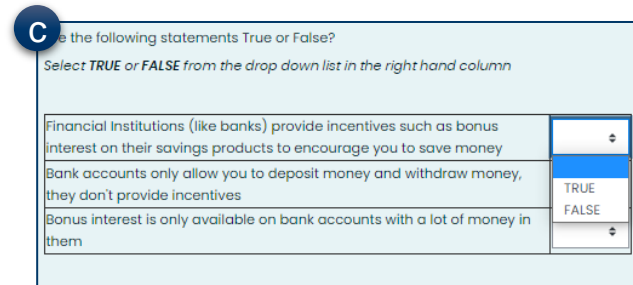 C
e the following statements True or False?
Select TRUE or FALSE from the drop down list in the right hand column
Financial Institutions (like banks) provide incentives such as bonus
interest on their savings products to encourage you to save money
Bank accounts only allow you to deposit money and withdraw money,
they don't provide incentives
TRUE
FALSE
Bonus interest is only available on bank accounts with a lot of money in
them